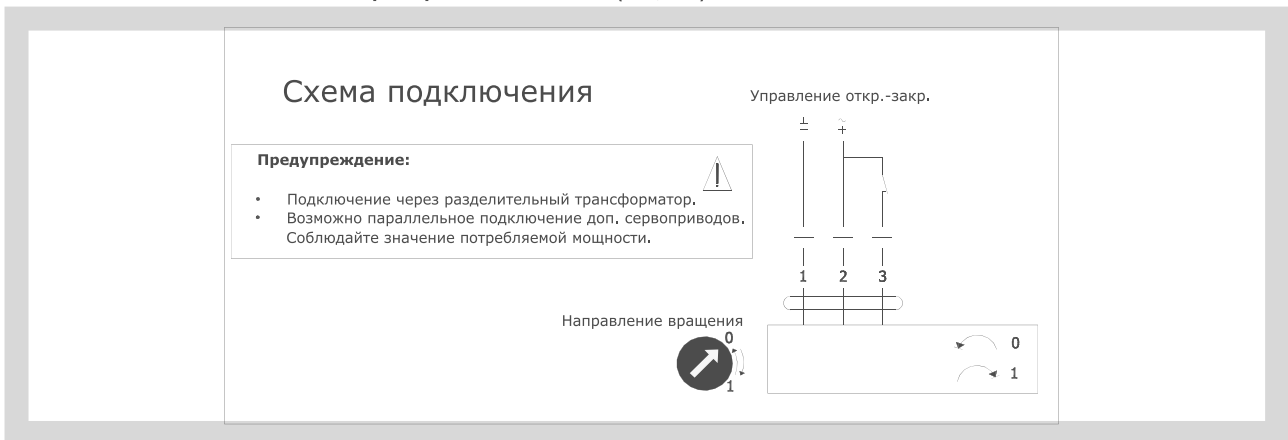 Схема подключения
Управление откр.-закр.
⊥ ~
– +
Предупреждение:
• Подключение через разделительный трансформатор.
• Возможно параллельное подключение доп. сервоприводов.
Соблюдайте значение потребляемой мощности.
1 2 3
Направление вращения
0
1
0
1